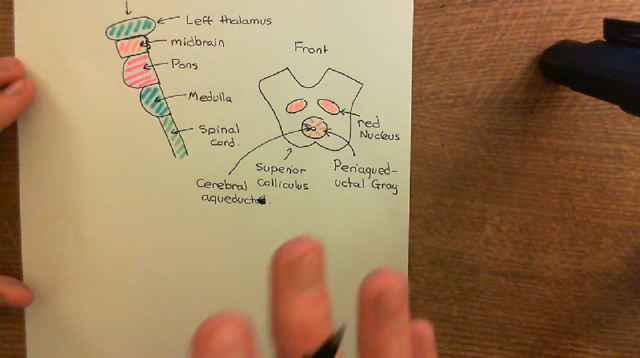 Left thalamus
midbrain
Pons
Medulla
Spinal
cord.
Front
red
Nucleus
Superior
colliculus
Periaqued-
uctal Gray
Cerebral
aqueduct